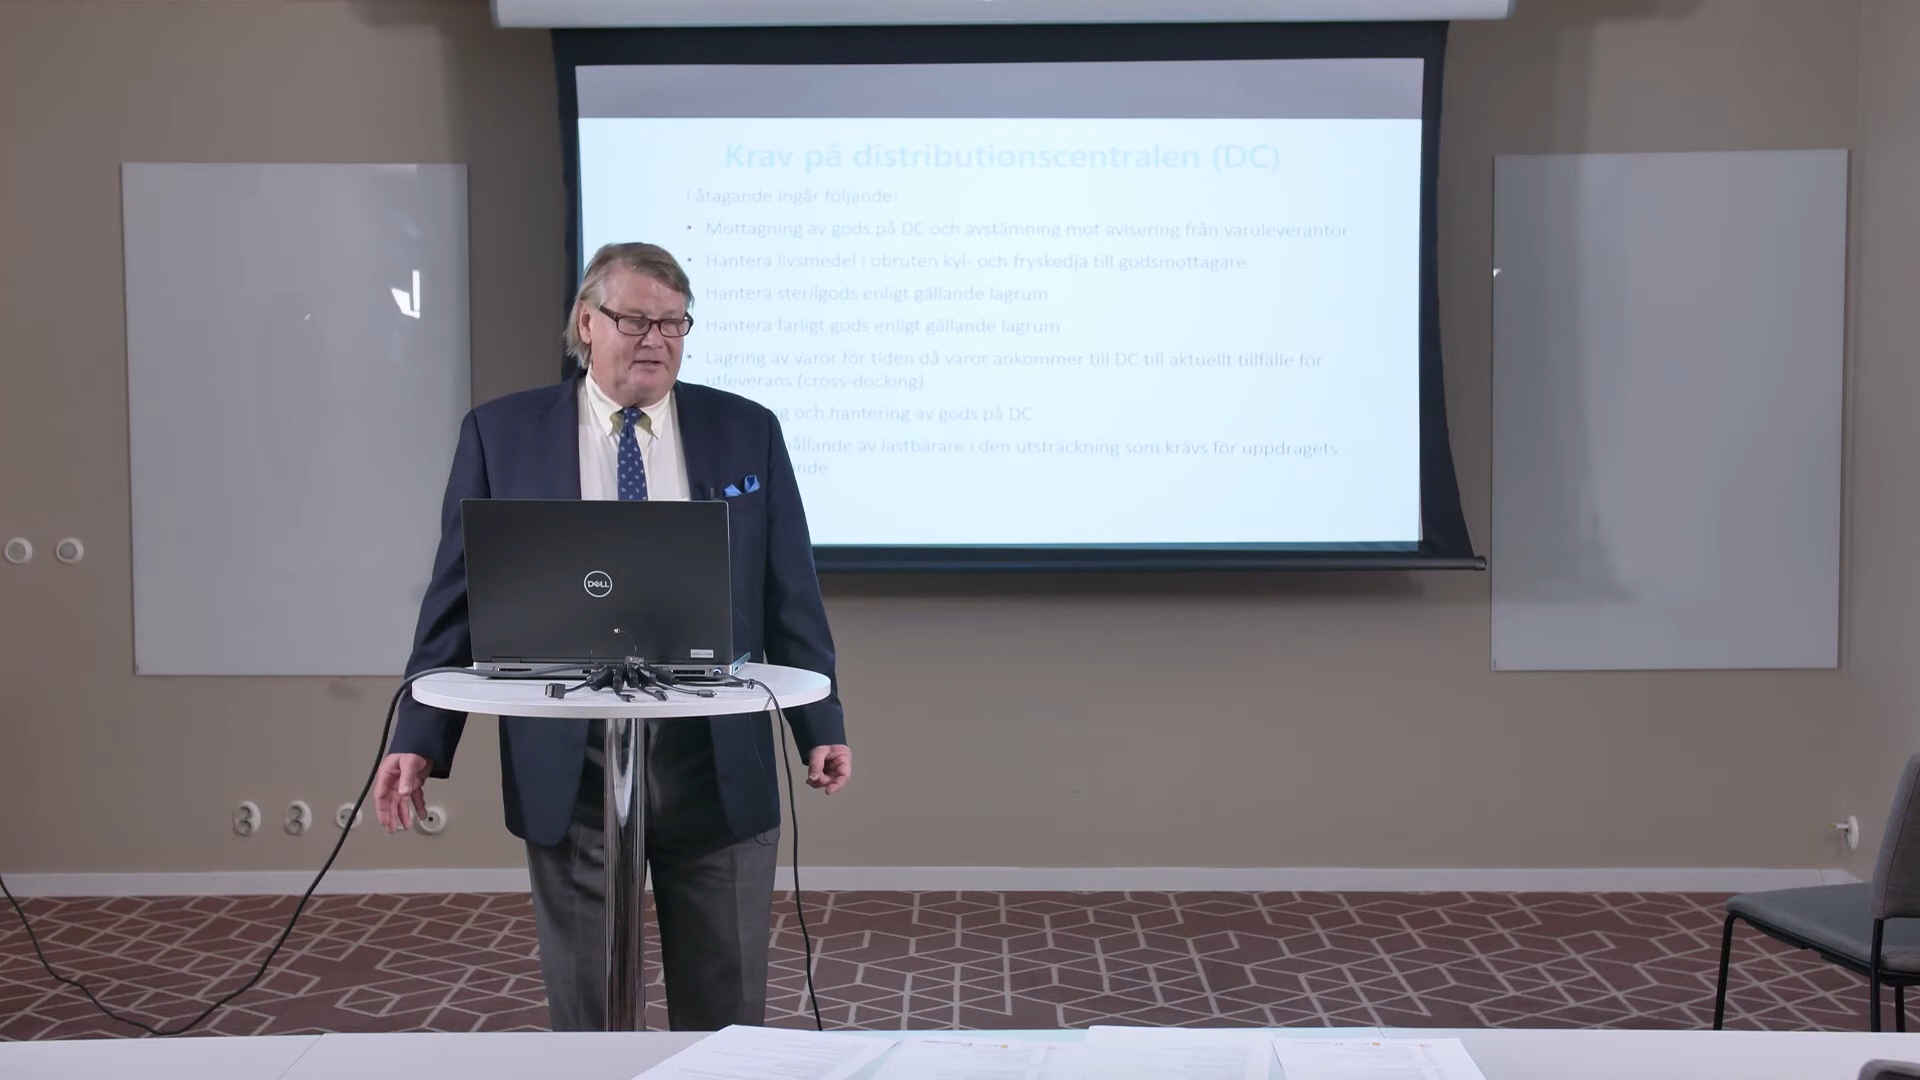 Krav på distributionscentralen (DC)
I åtagande ingår följande:
• Mottagning av gods på DC och avstämning mot avisering från varuleverantör
• Hantera livsmedel i obruten kyl- och fryskedja till godsmottagare
Hantera sterilgods enligt gällande lagrum
Hantera farligt gods enligt gällande lagrum
• Lagring av varor för tiden då varor ankommer till DC till aktuellt tillfälle för
utleverans (cross-docking)
och hantering av gods på DC
av lastbärare i den utsträckning som krävs för uppdragets
DELL